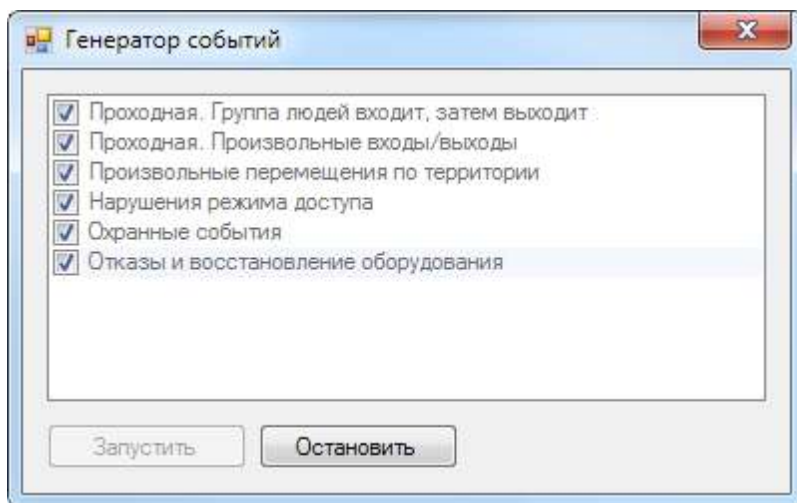 Генератор событий
Проходная. Группа людей входит, затем выходит
Проходная. Произвольные входы/выходы
Произвольные перемещения по территории
Нарушения режима доступа
Охранные события
Отказы и восстановление оборудования
Запустить Остановить